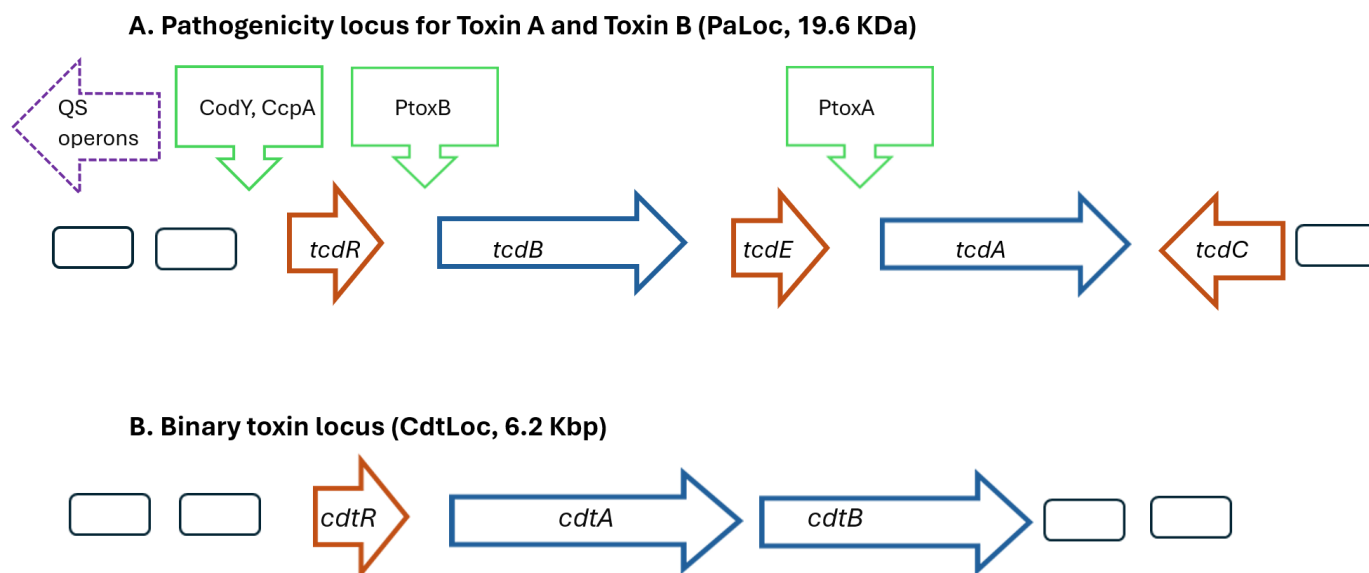 A. Pathogenicity locus for Toxin A and Toxin B (PaLoc, 19.6 KDa)
QS
operons
CodY, CcpA
PtoxB
PtoxA
tcdR
tcdB
tcdE
tcdA
tcdC
B. Binary toxin locus (CdtLoc, 6.2 Kbp)
cdtR
cdtA
cdtB